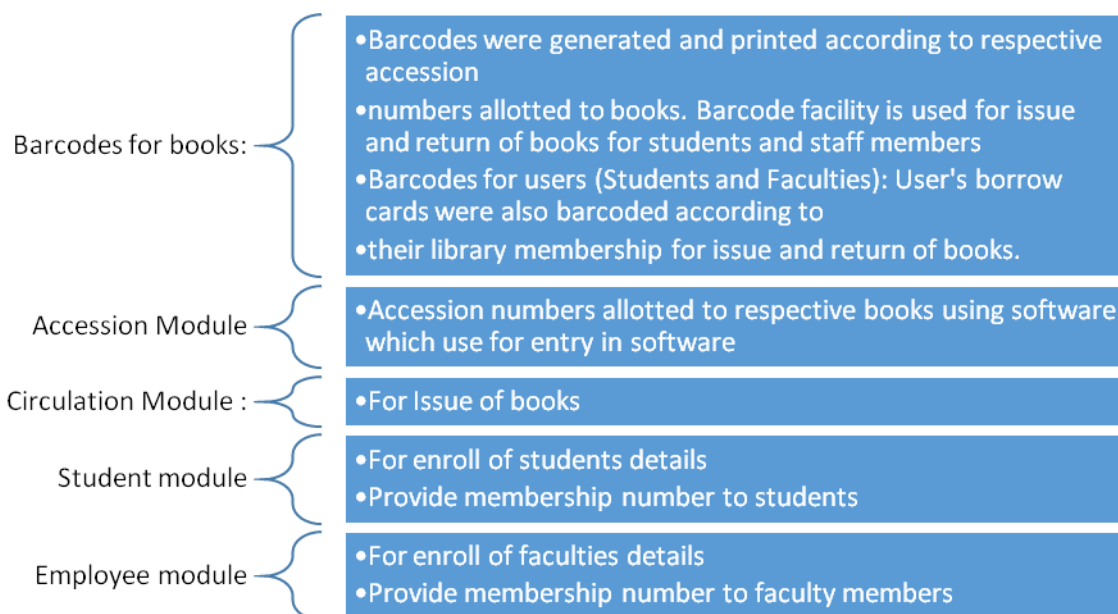 Barcodes for books:
•Barcodes were generated and printed according to respective
accession
•numbers allotted to books. Barcode facility is used for issue
and return of books for students and staff members
•Barcodes for users (Students and Faculties): User's borrow
cards were also barcoded according to
•their library membership for issue and return of books.
Accession Module
•Accession numbers allotted to respective books using software
which use for entry in software
Circulation Module :
•For Issue of books
Student module
•For enroll of students details
•Provide membership number to students
Employee module
•For enroll of faculties details
•Provide membership number to faculty members